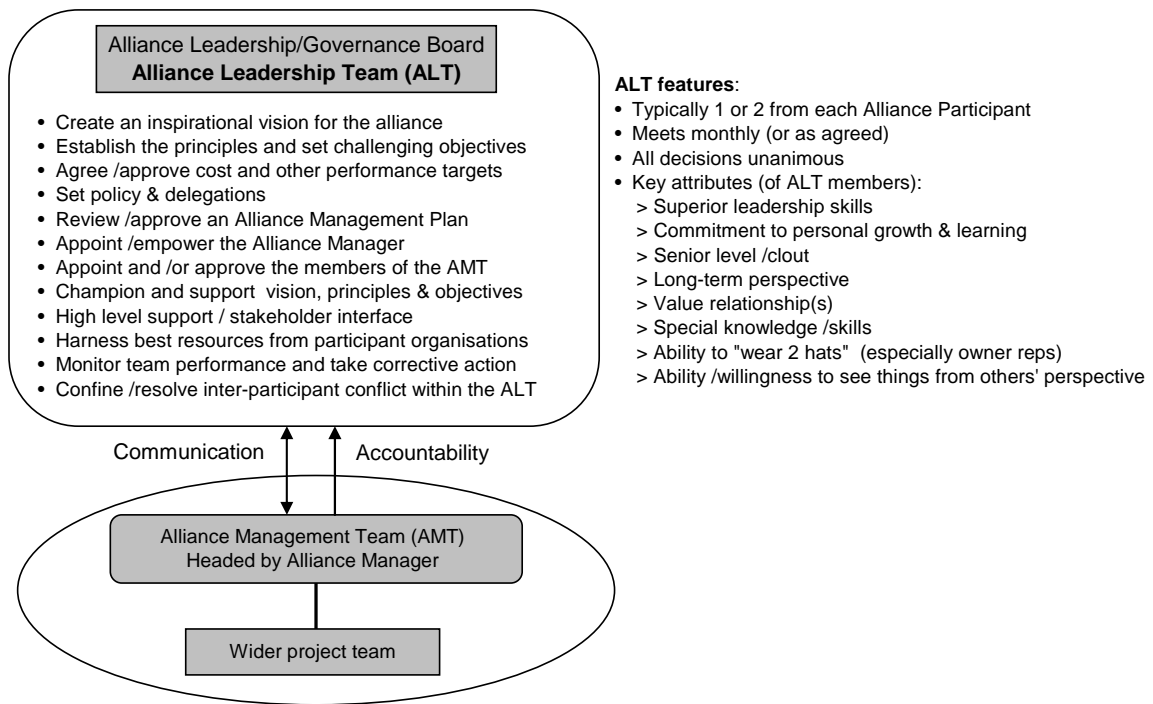 Alliance Leadership/Governance Board
Alliance Leadership Team (ALT)
• Create an inspirational vision for the alliance
• Establish the principles and set challenging objectives
• Agree /approve cost and other performance targets
• Set policy & delegations
• Review /approve an Alliance Management Plan
• Appoint /empower the Alliance Manager
• Appoint and /or approve the members of the AMT
• Champion and support  vision, principles & objectives
• High level support / stakeholder interface
• Harness best resources from participant organisations
• Monitor team performance and take corrective action
• Confine /resolve inter-participant conflict within the ALT
ALT features:
• Typically 1 or 2 from each Alliance Participant
• Meets monthly (or as agreed)
• All decisions unanimous
• Key attributes (of ALT members):
> Superior leadership skills
> Commitment to personal growth & learning
> Senior level /clout
> Long-term perspective
> Value relationship(s)
> Special knowledge /skills
> Ability to "wear 2 hats"  (especially owner reps)
> Ability /willingness to see things from others' perspective
Communication
Accountability
Alliance Management Team (AMT)
Headed by Alliance Manager
Wider project team